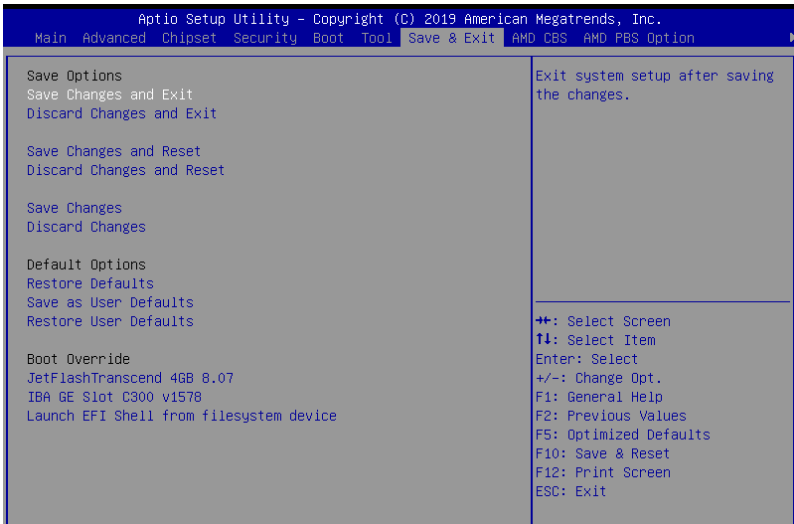 Aptio Setup Utility – Copyright (C) 2019 American Megatrends, Inc.
Main Advanced Chipset Security Boot Tool Save & Exit AMD CBS AMD PBS Option
Save Options
Save Changes and Exit
Discard Changes and Exit
Save Changes and Reset
Discard Changes and Reset
Save Changes
Discard Changes
Default Options
Restore Defaults
Save as User Defaults
Restore User Defaults
Boot Override
JetFlashTranscend 4GB 8.07
IBA GE Slot C300 v1578
Launch EFI Shell from filesystem device
Exit system setup after saving
the changes.
→←: Select Screen
↑↓: Select Item
Enter: Select
+/-: Change Opt.
F1: General Help
F2: Previous Values
F5: Optimized Defaults
F10: Save & Reset
F12: Print Screen
ESC: Exit